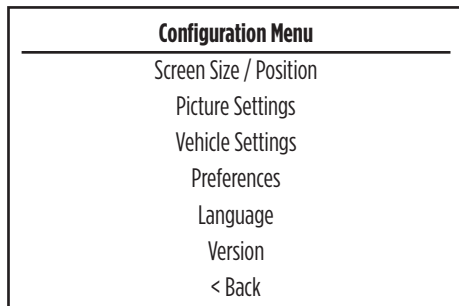 Configuration Menu
Screen Size / Position
Picture Settings
Vehicle Settings
Preferences
Language
Version
< Back